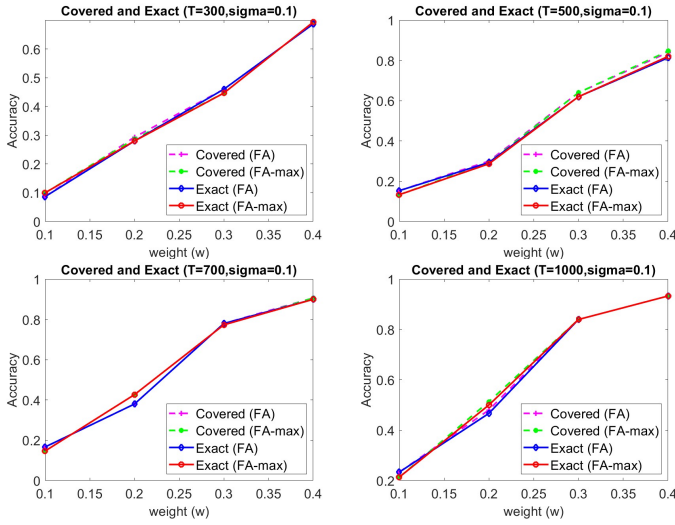 Covered and Exact (T=300,sigma=0.1)
Accuracy
0.7
0.6
0.5
0.4
0.3
0.2
0.1
0
Covered (FA)
Covered (FA-max)
Exact (FA)
Exact (FA-max)
0.1 0.15 0.2 0.25 0.3 0.35 0.4
weight (w)
Covered and Exact (T=500,sigma=0.1)
Accuracy
1
0.8
0.6
0.4
0.2
0
Covered (FA)
Covered (FA-max)
Exact (FA)
Exact (FA-max)
0.1 0.15 0.2 0.25 0.3 0.35 0.4
weight (w)
Covered and Exact (T=700,sigma=0.1)
Accuracy
1
0.8
0.6
0.4
0.2
0
Covered (FA)
Covered (FA-max)
Exact (FA)
Exact (FA-max)
0.1 0.15 0.2 0.25 0.3 0.35 0.4
weight (w)
Covered and Exact (T=1000,sigma=0.1)
Accuracy
1
0.8
0.6
0.4
0.2
Covered (FA)
Covered (FA-max)
Exact (FA)
Exact (FA-max)
0.1 0.15 0.2 0.25 0.3 0.35 0.4
weight (w)